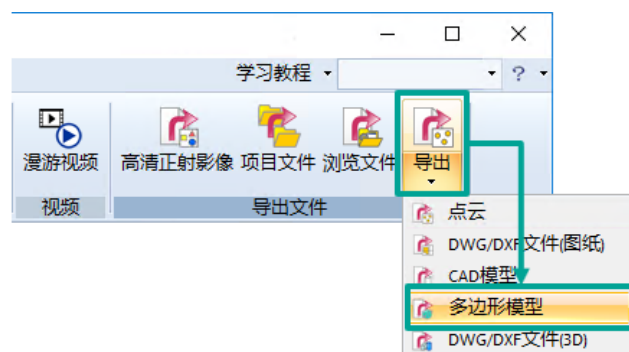 学习教程
?
漫游视频 高清正射影像 项目文件 浏览文件 导出
视频 导出文件
点云
DWG/DXF文件(图纸)
CAD模型
多边形模型
DWG/DXF文件(3D)